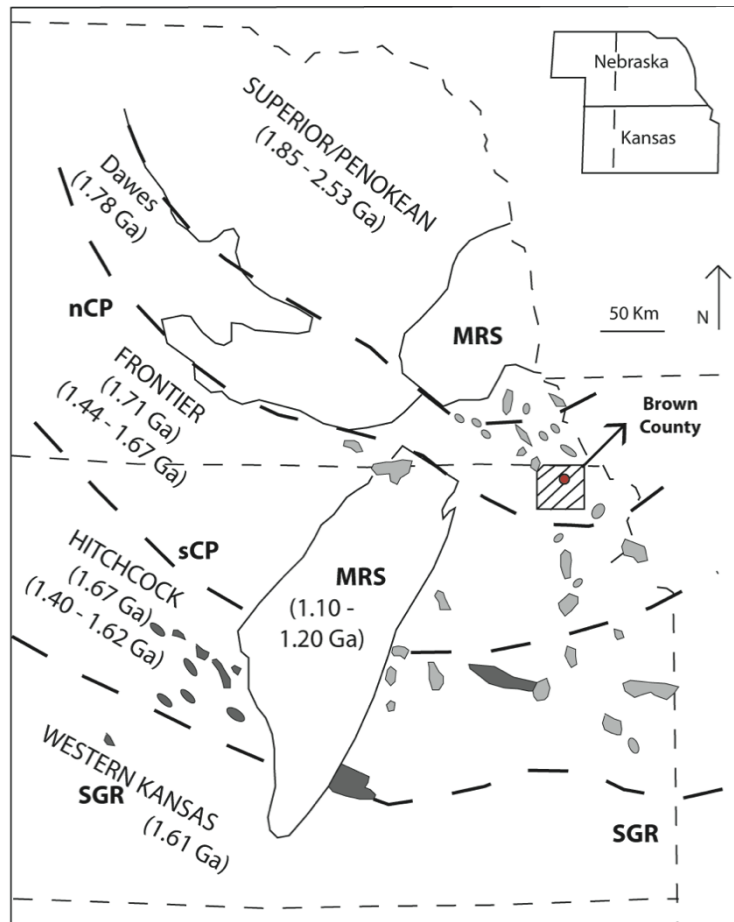 Nebraska
Kansas
SUPERIOR/PENOKEAN
(1.85 - 2.53 Ga)
Dawes
(1.78 Ga)
nCP
50 Km
N
MRS
FRONTIER
(1.71 Ga)
(1.44 - 1.67 Ga)
Brown
County
sCP
HITCHCOCK
(1.67 Ga)
(1.40 - 1.62 Ga)
MRS
(1.10 -
1.20 Ga)
WESTERN KANSAS
SGR
(1.61 Ga)
SGR